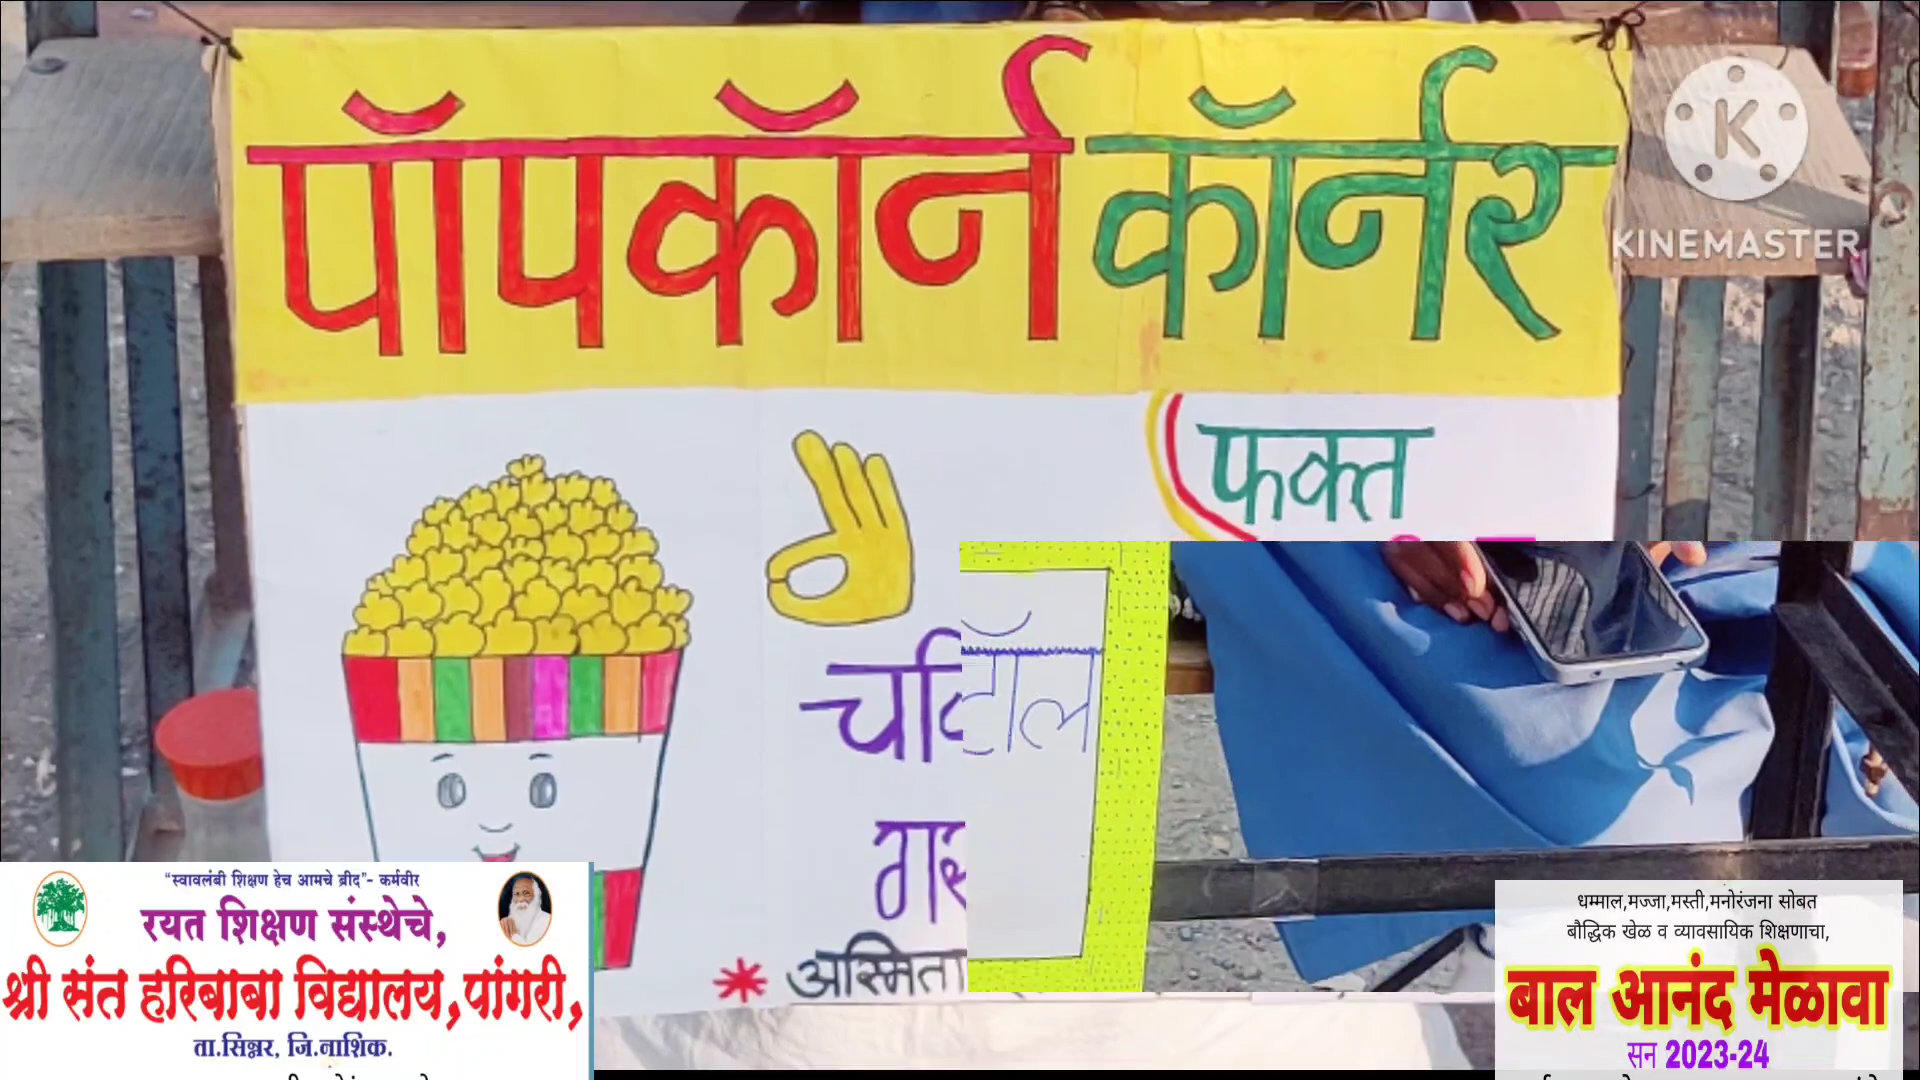 पॉपकॉर्न कॉर्नर
KINEMASTER
फक्त
टॉल
अस्मिता
“स्वावलंबी शिक्षण हेच आमचे ब्रीद”- कर्मवीर
रयत शिक्षण संस्थेचे,
श्री संत हरिबाबा विद्यालय,पांगरी,
ता.सिन्नर, जि.नाशिक.
धम्माल,मज्जा,मस्ती,मनोरंजना सोबत
बौद्धिक खेळ व व्यावसायिक शिक्षणाचा,
बाल आनंद मेळावा
सन 2023-24